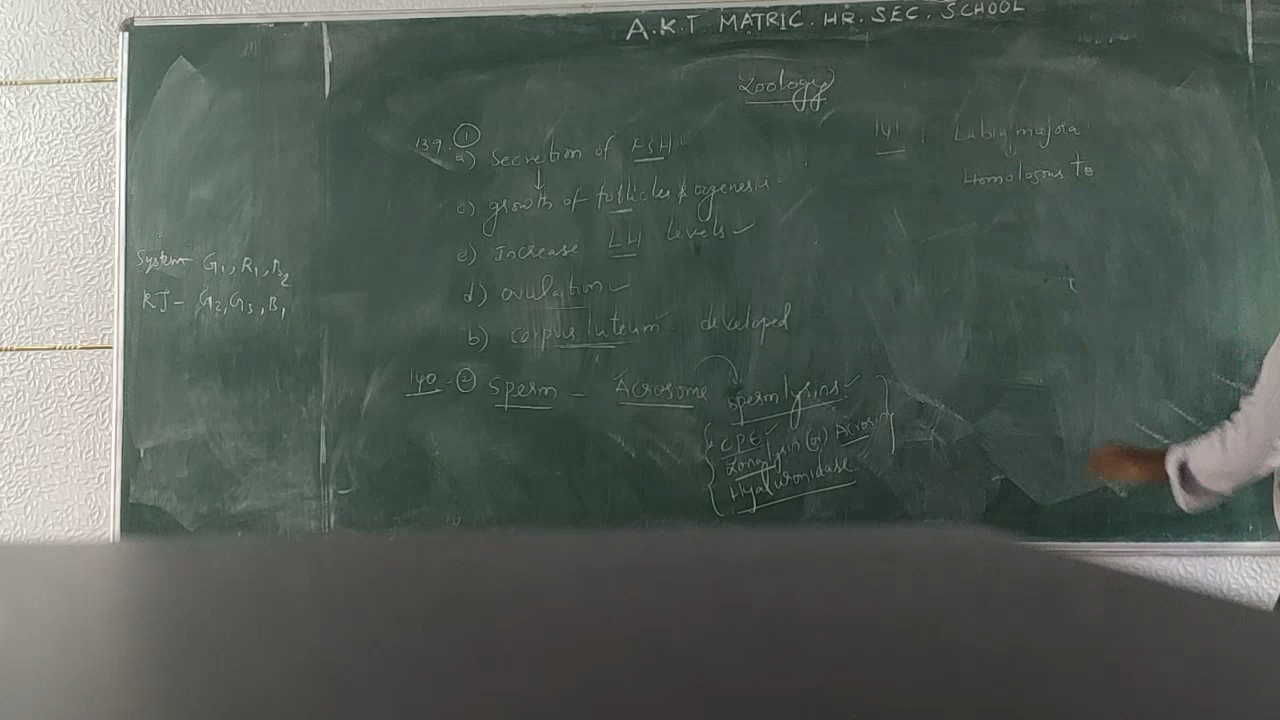 A.K.T MATRIC. HR. SEC. SCHOOL
Zoology
System G1, R1, B2
RJ - G2, G3, B1
139. ①
a) Secretion of FSH
c) growth of follicles & oogenesis
e) Increase LH levels ✓
d) ovulation ✓
b) corpus luteum - developed
140 - ② Sperm - Acrosome
spermlysins ✓
CPE ✓
Zonalysin (or) Acrosin
Hyaluronidase
141
Labia majora
Homologous to